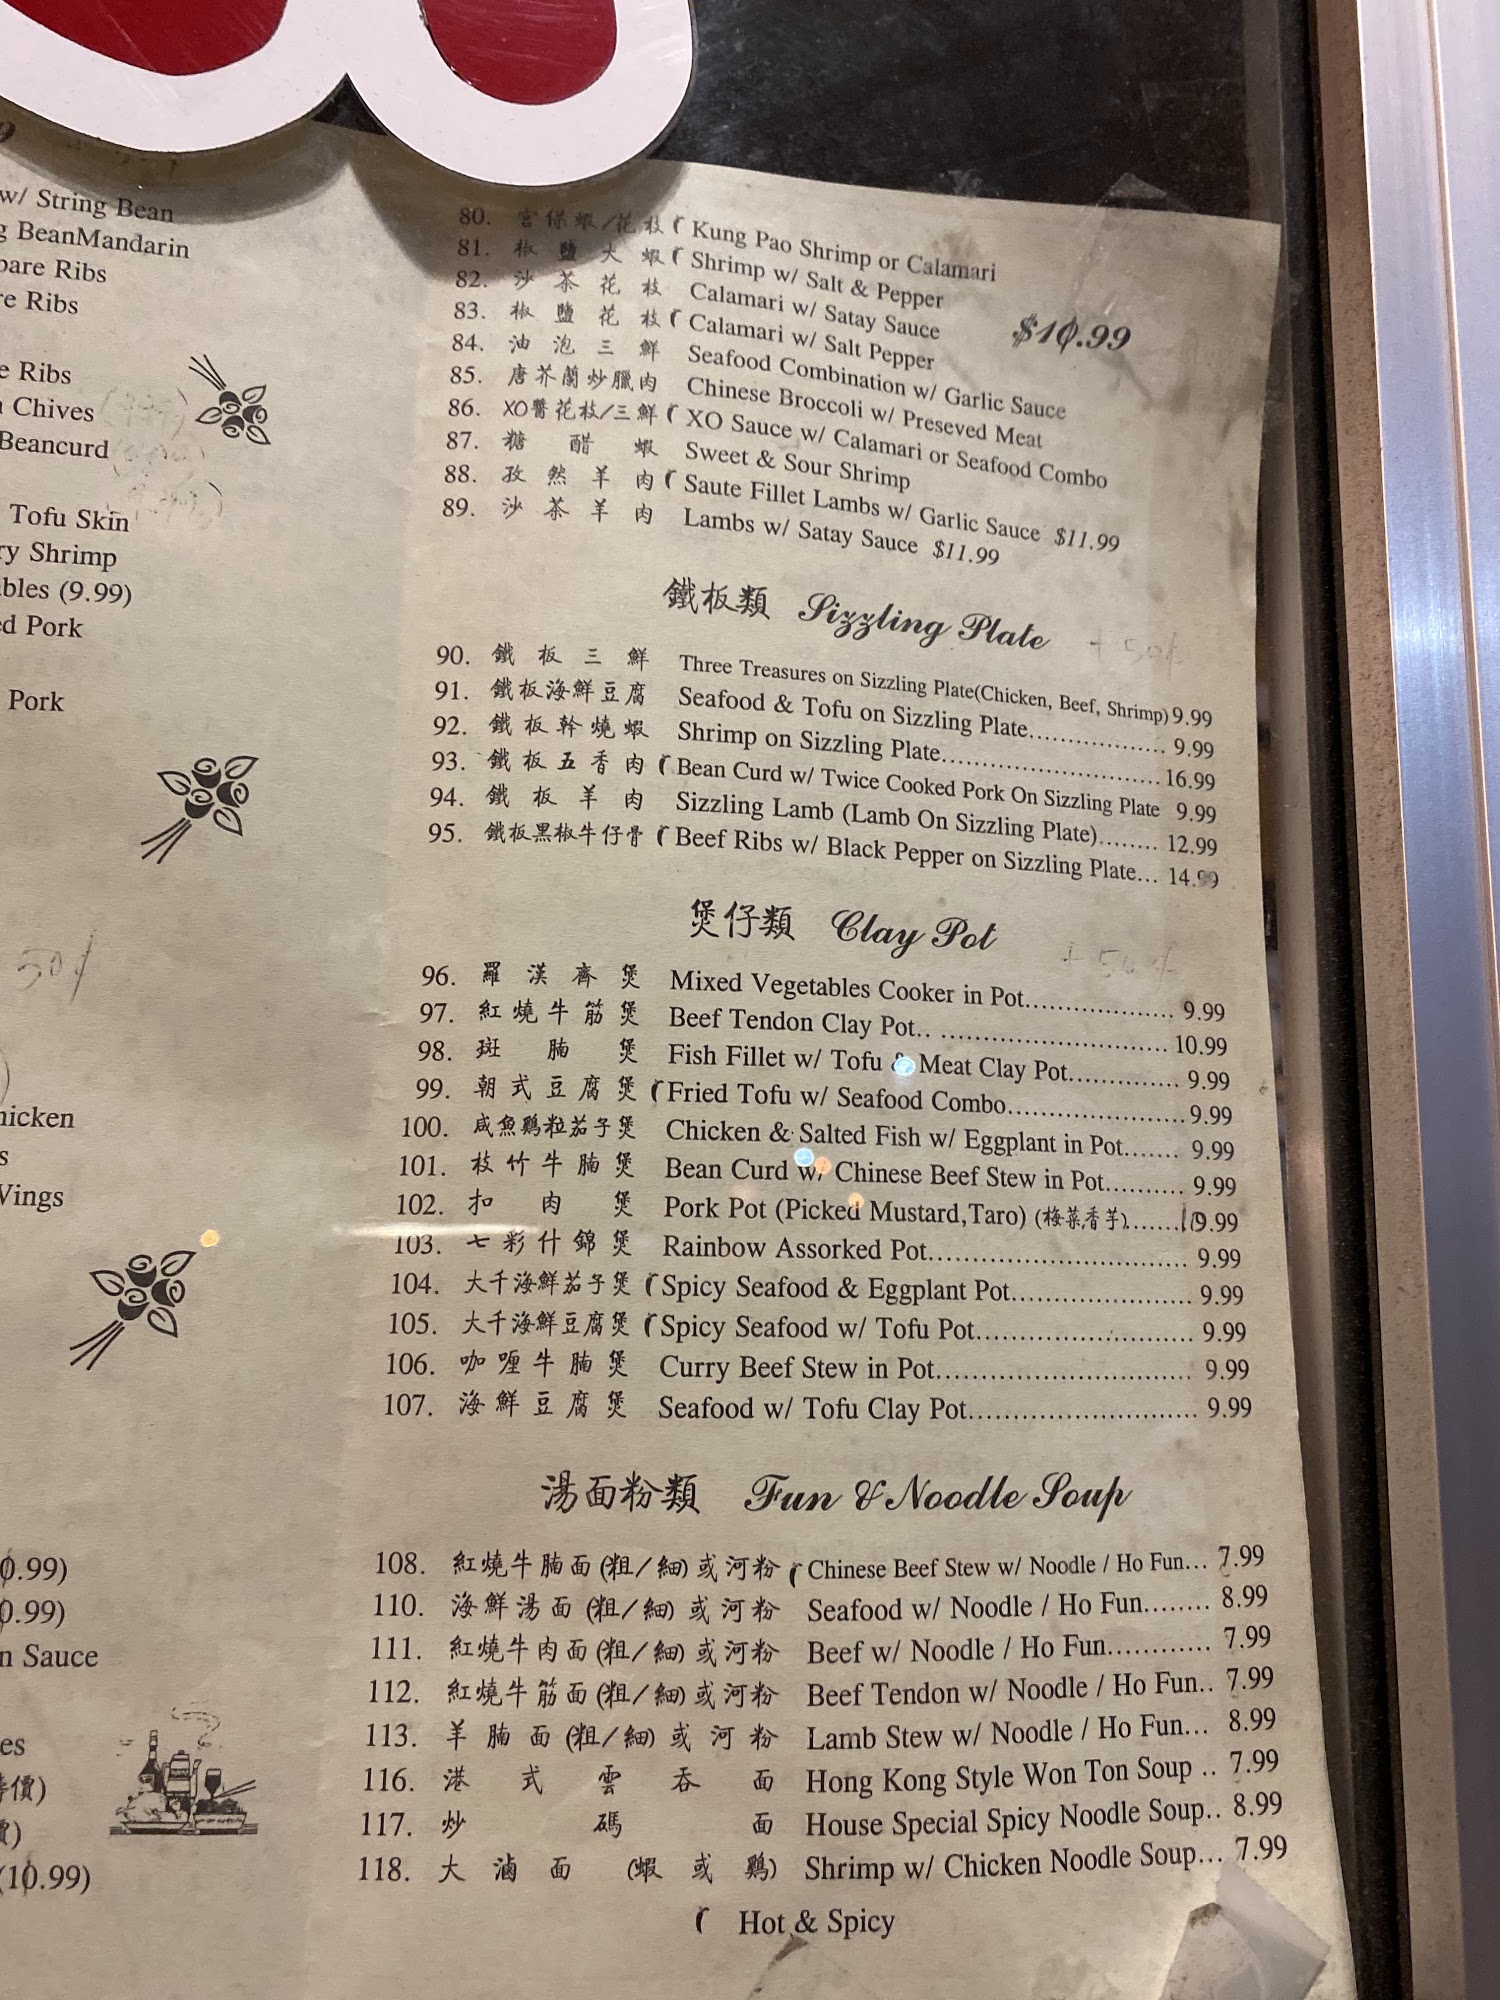 w/ String Bean
BeanMandarin
pare Ribs
re Ribs
e Ribs
Chives
Beancurd
Tofu Skin
ry Shrimp
bles (9.99)
ed Pork
Pork
50¢
hicken
s
Wings
0.99)
0.99)
n Sauce
es
價)
價)
(10.99)
80. 宮保蝦/花枝 Kung Pao Shrimp or Calamari
81. 椒鹽大蝦 Shrimp w/ Salt & Pepper
82. 沙茶花枝 Calamari w/ Satay Sauce
$10.99
83. 椒鹽花枝 Calamari w/ Salt Pepper
84. 油泡三鮮 Seafood Combination w/ Garlic Sauce
85. 唐芥蘭炒臘肉 Chinese Broccoli w/ Preseved Meat
86. XO醬花枝/三鮮 XO Sauce w/ Calamari or Seafood Combo
87. 糖醋蝦 Sweet & Sour Shrimp
88. 孜然羊肉 Saute Fillet Lambs w/ Garlic Sauce $11.99
89. 沙茶羊肉 Lambs w/ Satay Sauce $11.99
鐵板類 Sizzling Plate + 50¢
90. 鐵板三鮮 Three Treasures on Sizzling Plate(Chicken, Beef, Shrimp) 9.99
91. 鐵板海鮮豆腐 Seafood & Tofu on Sizzling Plate.................. 9.99
92. 鐵板幹燒蝦 Shrimp on Sizzling Plate............................. 16.99
93. 鐵板五香肉 Bean Curd w/ Twice Cooked Pork On Sizzling Plate 9.99
94. 鐵板羊肉 Sizzling Lamb (Lamb On Sizzling Plate)........ 12.99
95. 鐵板黑椒牛仔骨 Beef Ribs w/ Black Pepper on Sizzling Plate... 14.99
煲仔類 Clay Pot + 50¢
96. 羅漢齋煲 Mixed Vegetables Cooker in Pot.................... 9.99
97. 紅燒牛筋煲 Beef Tendon Clay Pot.. .............................. 10.99
98. 斑腩煲 Fish Fillet w/ Tofu & Meat Clay Pot............... 9.99
99. 朝式豆腐煲 Fried Tofu w/ Seafood Combo........................ 9.99
100. 咸魚鷄粒茄子煲 Chicken & Salted Fish w/ Eggplant in Pot....... 9.99
101. 枝竹牛腩煲 Bean Curd w/ Chinese Beef Stew in Pot.......... 9.99
102. 扣肉煲 Pork Pot (Picked Mustard,Taro) (梅菜,香芋)....... 9.99
103. 七彩什錦煲 Rainbow Assorked Pot................................... 9.99
104. 大千海鮮茄子煲 Spicy Seafood & Eggplant Pot........................ 9.99
105. 大千海鮮豆腐煲 Spicy Seafood w/ Tofu Pot............................. 9.99
106. 咖喱牛腩煲 Curry Beef Stew in Pot.................................. 9.99
107. 海鮮豆腐煲 Seafood w/ Tofu Clay Pot.............................. 9.99
湯面粉類 Fun & Noodle Soup
108. 紅燒牛腩面(粗/細)或河粉 Chinese Beef Stew w/ Noodle / Ho Fun... 7.99
110. 海鮮湯面(粗/細)或河粉 Seafood w/ Noodle / Ho Fun........ 8.99
111. 紅燒牛肉面(粗/細)或河粉 Beef w/ Noodle / Ho Fun............ 7.99
112. 紅燒牛筋面(粗/細)或河粉 Beef Tendon w/ Noodle / Ho Fun.. 7.99
113. 羊腩面(粗/細)或河粉 Lamb Stew w/ Noodle / Ho Fun... 8.99
116. 港式雲吞面 Hong Kong Style Won Ton Soup .. 7.99
117. 炒碼面 House Special Spicy Noodle Soup.. 8.99
118. 大滷面 (蝦或鷄) Shrimp w/ Chicken Noodle Soup... 7.99
Hot & Spicy